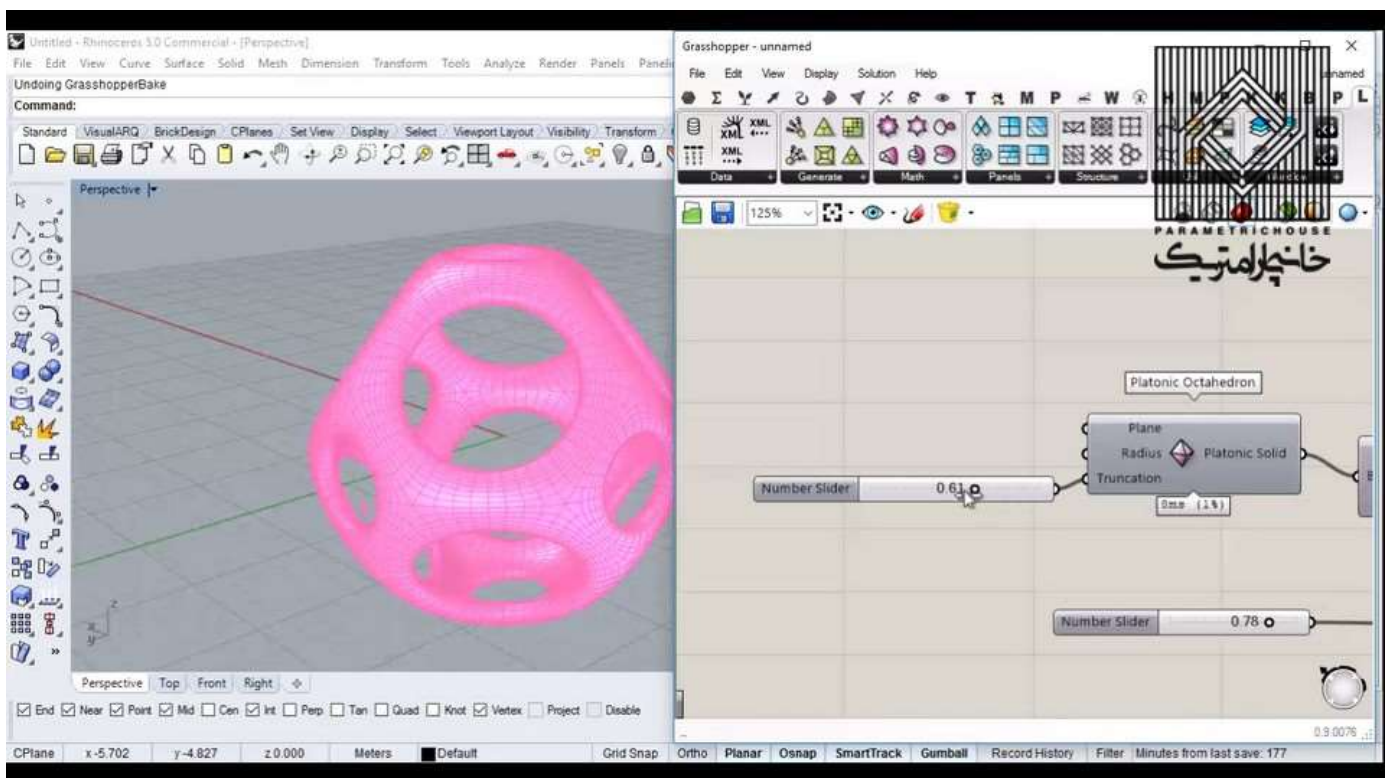 Untitled - Rhinoceros 5.0 Commercial - [Perspective]
File Edit View Curve Surface Solid Mesh Dimension Transform Tools Analyze Render Panels
Undoing GrasshopperBake
Command:
Standard VisualARQ BrickDesign CPlanes Set View Display Select Viewport Layout Visibility Transform
Perspective
z
x
y
Perspective Top Front Right
End Near Point Mid Cen Int Perp Tan Quad Knot Vertex Project Disable
CPlane x -5.702 y -4.827 z 0.000 Meters Default Grid Snap Ortho Planar Osnap SmartTrack Gumball Record History Filter Minutes from last save: 177
Grasshopper - unnamed
File Edit View Display Solution Help
T M P W
P L
XML XML
XML
Data Generate Math Panels Structure
125%
PARAMETRICHOUSE
خانه پارامتریک
Platonic Octahedron
Plane
Radius Platonic Solid
Truncation
0ms (1%)
Number Slider 0.61
Number Slider 0.78
0.9.0076